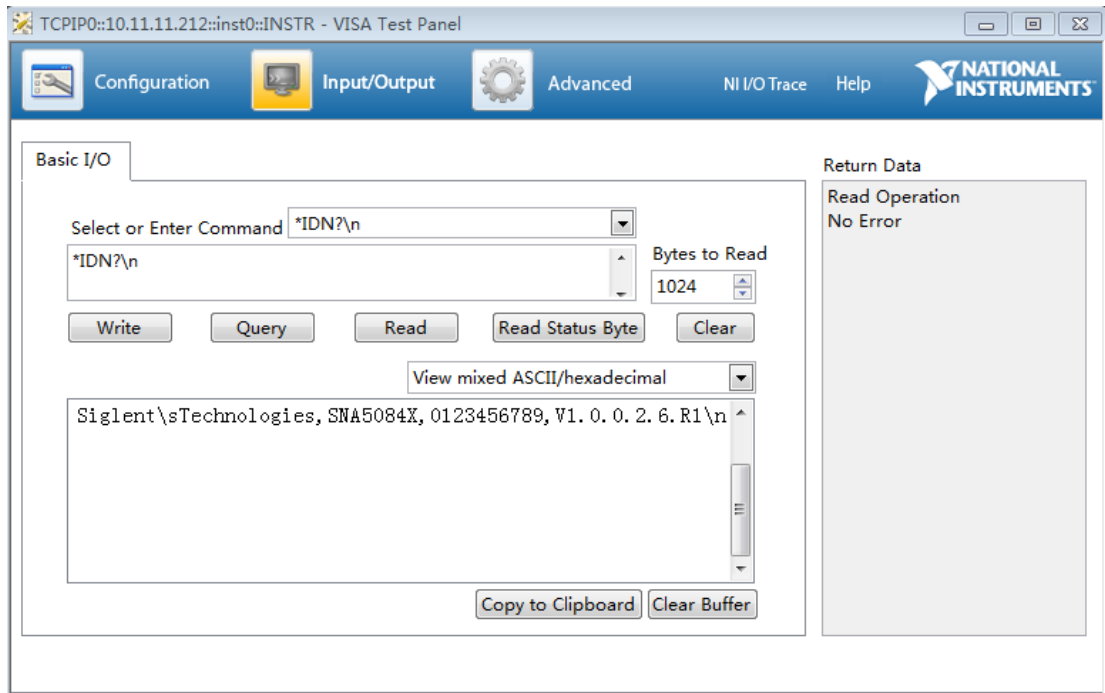 TCPIP0::10.11.11.212::inst0::INSTR - VISA Test Panel
Configuration Input/Output Advanced NI I/O Trace Help NATIONAL INSTRUMENTS
Basic I/O
Select or Enter Command *IDN?\n
*IDN?\n
Bytes to Read
1024
Write Query Read Read Status Byte Clear
View mixed ASCII/hexadecimal
Siglent\sTechnologies,SNA5084X,0123456789,V1.0.0.2.6.R1\n
Copy to Clipboard Clear Buffer
Return Data
Read Operation
No Error